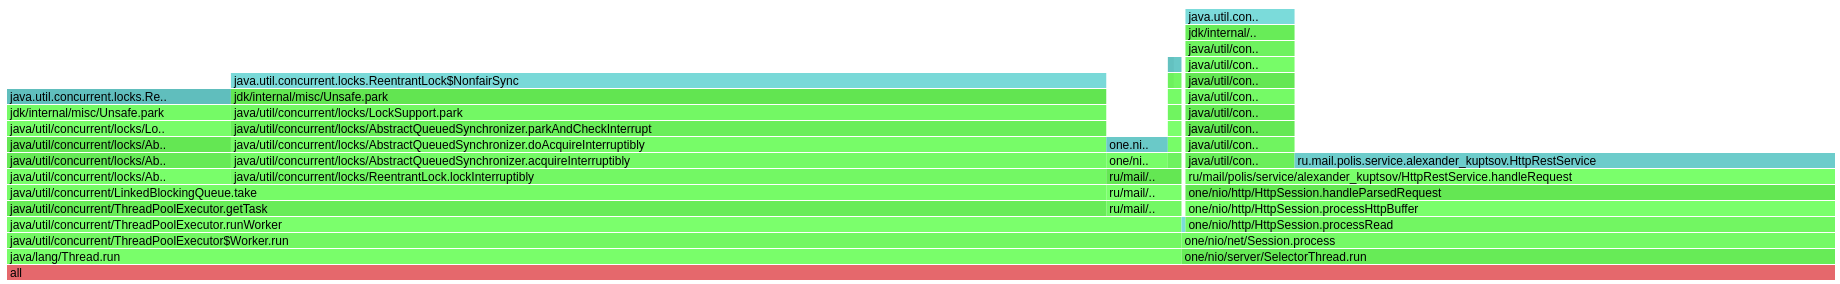 java.util.con..
jdk/internal/..
java/util/con..
java/util/con..
java.util.concurrent.locks.ReentrantLock$NonfairSync java/util/con..
java.util.concurrent.locks.Re.. jdk/internal/misc/Unsafe.park java/util/con..
jdk/internal/misc/Unsafe.park java/util/concurrent/locks/LockSupport.park java/util/con..
java/util/concurrent/locks/Lo.. java/util/concurrent/locks/AbstractQueuedSynchronizer.parkAndCheckInterrupt java/util/con..
java/util/concurrent/locks/Ab.. java/util/concurrent/locks/AbstractQueuedSynchronizer.doAcquireInterruptibly one.ni.. java/util/con..
java/util/concurrent/locks/Ab.. java/util/concurrent/locks/AbstractQueuedSynchronizer.acquireInterruptibly one/ni.. java/util/con.. ru.mail.polis.service.alexander_kuptsov.HttpRestService
java/util/concurrent/locks/Ab.. java/util/concurrent/locks/ReentrantLock.lockInterruptibly ru/mail/.. ru/mail/polis/service/alexander_kuptsov/HttpRestService.handleRequest
java/util/concurrent/LinkedBlockingQueue.take ru/mail/.. one/nio/http/HttpSession.handleParsedRequest
java/util/concurrent/ThreadPoolExecutor.getTask ru/mail/.. one/nio/http/HttpSession.processHttpBuffer
java/util/concurrent/ThreadPoolExecutor.runWorker one/nio/http/HttpSession.processRead
java/util/concurrent/ThreadPoolExecutor$Worker.run one/nio/net/Session.process
java/lang/Thread.run one/nio/server/SelectorThread.run
all